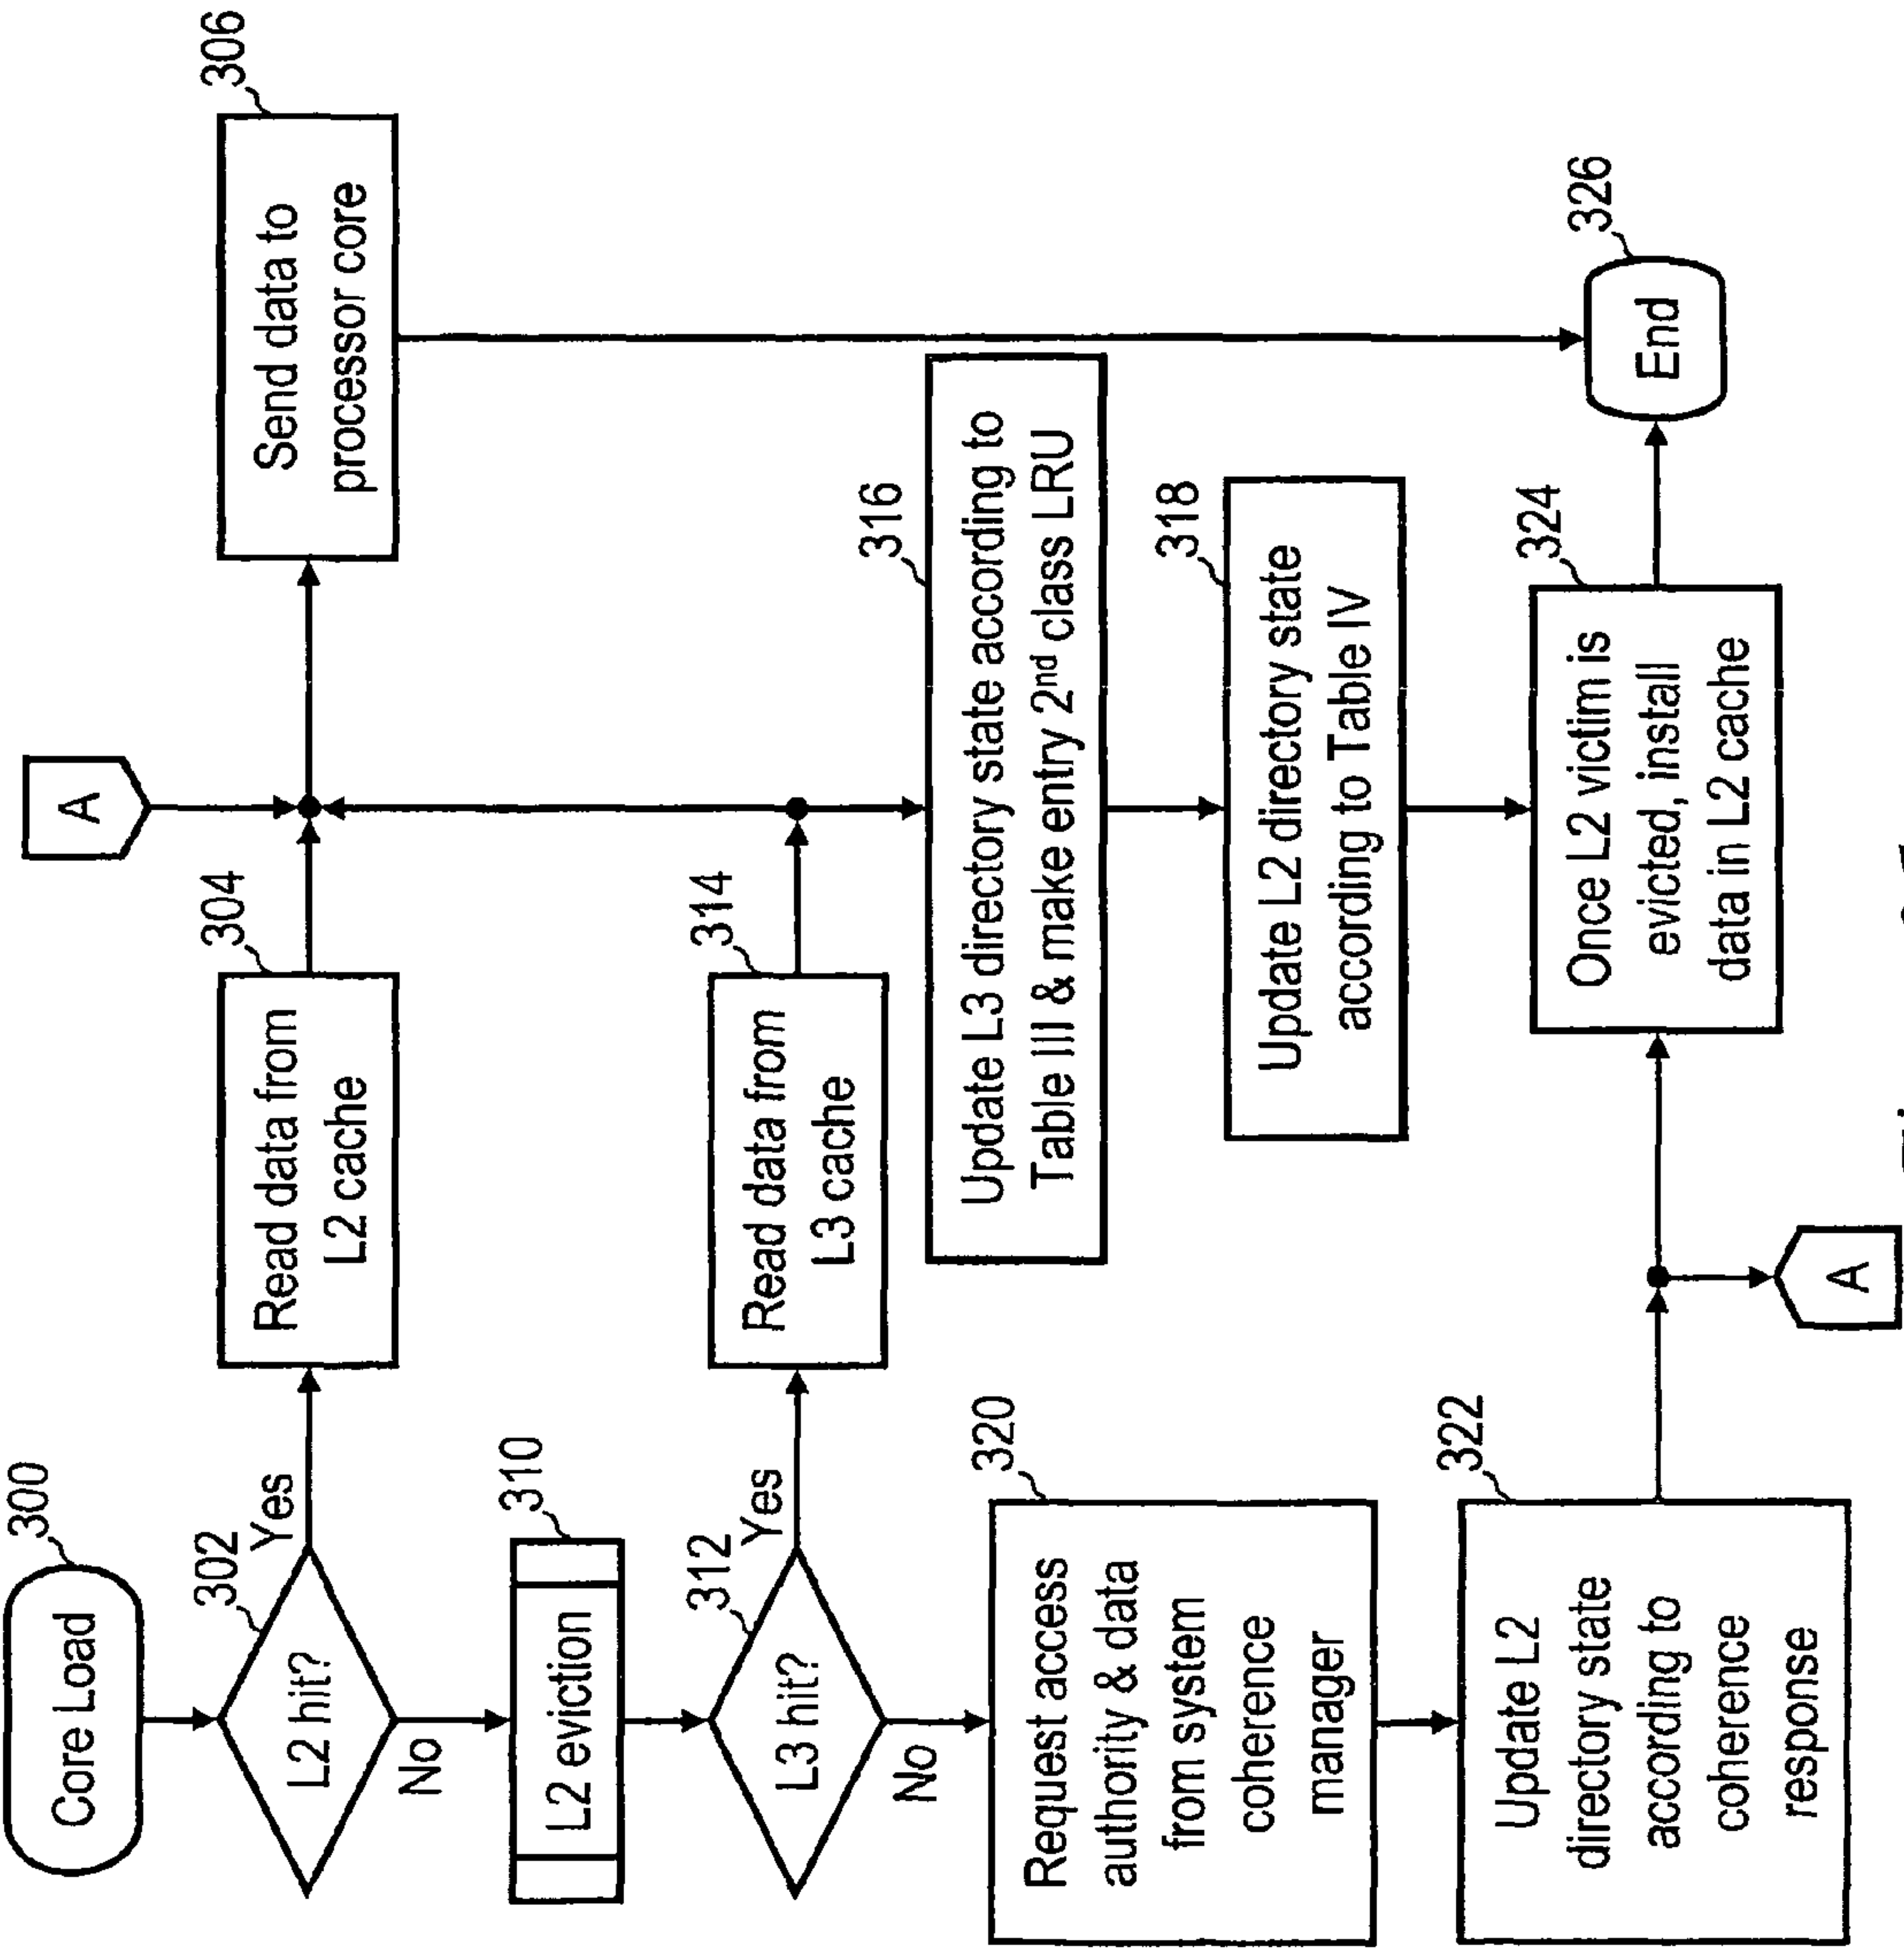 300
Core Load
302
L2 hit?
Yes
No
304
Read data from
L2 cache
A
306
Send data to
processor core
310
L2 eviction
312
L3 hit?
Yes
No
314
Read data from
L3 cache
316
Update L3 directory state according to
Table III & make entry 2nd class LRU
318
Update L2 directory state
according to Table IV
320
Request access
authority & data
from system
coherence
manager
322
Update L2
directory state
according to
coherence
response
A
324
Once L2 victim is
evicted, install
data in L2 cache
326
End